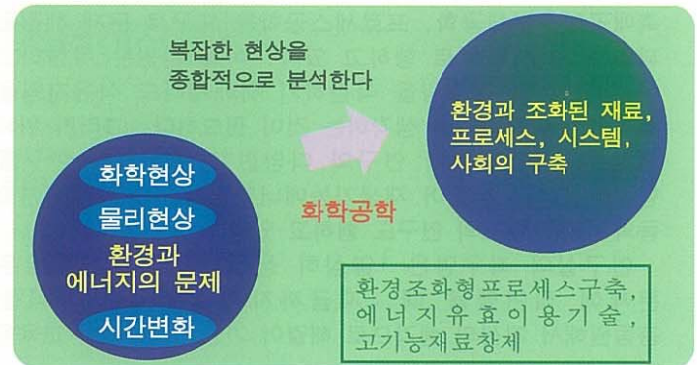 복잡한 현상을
종합적으로 분석한다
화학현상
물리현상
환경과
에너지의 문제
시간변화
화학공학
환경과 조화된 재료,
프로세스, 시스템,
사회의 구축
환경조화형프로세스구축,
에너지유효이용기술,
고기능재료창제